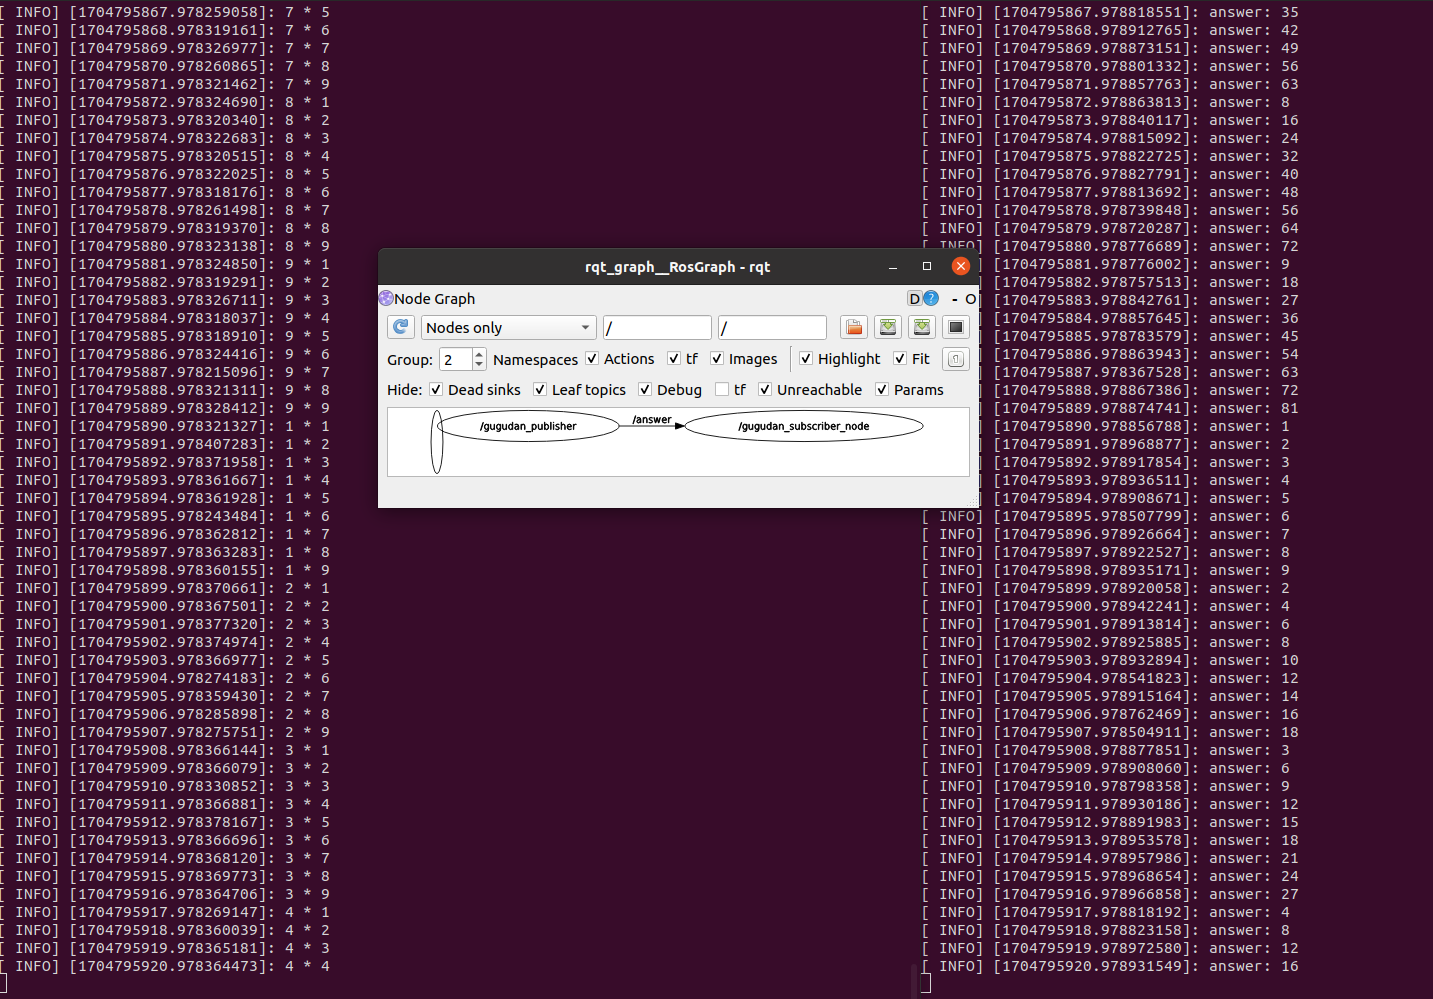 [ INFO] [1704795867.978259058]: 7 * 5
[ INFO] [1704795868.978319161]: 7 * 6
[ INFO] [1704795869.978326977]: 7 * 7
[ INFO] [1704795870.978260865]: 7 * 8
[ INFO] [1704795871.978321462]: 7 * 9
[ INFO] [1704795872.978324690]: 8 * 1
[ INFO] [1704795873.978320340]: 8 * 2
[ INFO] [1704795874.978322683]: 8 * 3
[ INFO] [1704795875.978320515]: 8 * 4
[ INFO] [1704795876.978322025]: 8 * 5
[ INFO] [1704795877.978318176]: 8 * 6
[ INFO] [1704795878.978261498]: 8 * 7
[ INFO] [1704795879.978319370]: 8 * 8
[ INFO] [1704795880.978323138]: 8 * 9
[ INFO] [1704795881.978324850]: 9 * 1
[ INFO] [1704795882.978319291]: 9 * 2
[ INFO] [1704795883.978326711]: 9 * 3
[ INFO] [1704795884.978318037]: 9 * 4
[ INFO] [1704795885.978318910]: 9 * 5
[ INFO] [1704795886.978324416]: 9 * 6
[ INFO] [1704795887.978215096]: 9 * 7
[ INFO] [1704795888.978321311]: 9 * 8
[ INFO] [1704795889.978328412]: 9 * 9
[ INFO] [1704795890.978321327]: 1 * 1
[ INFO] [1704795891.978407283]: 1 * 2
[ INFO] [1704795892.978371958]: 1 * 3
[ INFO] [1704795893.978361667]: 1 * 4
[ INFO] [1704795894.978361928]: 1 * 5
[ INFO] [1704795895.978243484]: 1 * 6
[ INFO] [1704795896.978362812]: 1 * 7
[ INFO] [1704795897.978363283]: 1 * 8
[ INFO] [1704795898.978360155]: 1 * 9
[ INFO] [1704795899.978370661]: 2 * 1
[ INFO] [1704795900.978367501]: 2 * 2
[ INFO] [1704795901.978377320]: 2 * 3
[ INFO] [1704795902.978374974]: 2 * 4
[ INFO] [1704795903.978366977]: 2 * 5
[ INFO] [1704795904.978274183]: 2 * 6
[ INFO] [1704795905.978359430]: 2 * 7
[ INFO] [1704795906.978285898]: 2 * 8
[ INFO] [1704795907.978275751]: 2 * 9
[ INFO] [1704795908.978366144]: 3 * 1
[ INFO] [1704795909.978366079]: 3 * 2
[ INFO] [1704795910.978330852]: 3 * 3
[ INFO] [1704795911.978366881]: 3 * 4
[ INFO] [1704795912.978378167]: 3 * 5
[ INFO] [1704795913.978366696]: 3 * 6
[ INFO] [1704795914.978368120]: 3 * 7
[ INFO] [1704795915.978369773]: 3 * 8
[ INFO] [1704795916.978364706]: 3 * 9
[ INFO] [1704795917.978269147]: 4 * 1
[ INFO] [1704795918.978360039]: 4 * 2
[ INFO] [1704795919.978365181]: 4 * 3
[ INFO] [1704795920.978364473]: 4 * 4
rqt_graph__RosGraph - rqt
Node Graph D ? - O
Nodes only / /
Group: 2 Namespaces Actions tf Images Highlight Fit
Hide: Dead sinks Leaf topics Debug tf Unreachable Params
/gugudan_publisher /answer /gugudan_subscriber_node
[ INFO] [1704795867.978818551]: answer: 35
[ INFO] [1704795868.978912765]: answer: 42
[ INFO] [1704795869.978873151]: answer: 49
[ INFO] [1704795870.978801332]: answer: 56
[ INFO] [1704795871.978857763]: answer: 63
[ INFO] [1704795872.978863813]: answer: 8
[ INFO] [1704795873.978840117]: answer: 16
[ INFO] [1704795874.978815092]: answer: 24
[ INFO] [1704795875.978822725]: answer: 32
[ INFO] [1704795876.978827791]: answer: 40
[ INFO] [1704795877.978813692]: answer: 48
[ INFO] [1704795878.978739848]: answer: 56
[ INFO] [1704795879.978720287]: answer: 64
[ INFO] [1704795880.978776689]: answer: 72
] [1704795881.978776002]: answer: 9
] [1704795882.978757513]: answer: 18
] [1704795883.978842761]: answer: 27
] [1704795884.978857645]: answer: 36
] [1704795885.978783579]: answer: 45
] [1704795886.978863943]: answer: 54
] [1704795887.978367528]: answer: 63
] [1704795888.978867386]: answer: 72
] [1704795889.978874741]: answer: 81
] [1704795890.978856788]: answer: 1
] [1704795891.978968877]: answer: 2
] [1704795892.978917854]: answer: 3
] [1704795893.978936511]: answer: 4
] [1704795894.978908671]: answer: 5
[ INFO] [1704795895.978507799]: answer: 6
[ INFO] [1704795896.978926664]: answer: 7
[ INFO] [1704795897.978922527]: answer: 8
[ INFO] [1704795898.978935171]: answer: 9
[ INFO] [1704795899.978920058]: answer: 2
[ INFO] [1704795900.978942241]: answer: 4
[ INFO] [1704795901.978913814]: answer: 6
[ INFO] [1704795902.978925885]: answer: 8
[ INFO] [1704795903.978932894]: answer: 10
[ INFO] [1704795904.978541823]: answer: 12
[ INFO] [1704795905.978915164]: answer: 14
[ INFO] [1704795906.978762469]: answer: 16
[ INFO] [1704795907.978504911]: answer: 18
[ INFO] [1704795908.978877851]: answer: 3
[ INFO] [1704795909.978908060]: answer: 6
[ INFO] [1704795910.978798358]: answer: 9
[ INFO] [1704795911.978930186]: answer: 12
[ INFO] [1704795912.978891983]: answer: 15
[ INFO] [1704795913.978953578]: answer: 18
[ INFO] [1704795914.978957986]: answer: 21
[ INFO] [1704795915.978968654]: answer: 24
[ INFO] [1704795916.978966858]: answer: 27
[ INFO] [1704795917.978818192]: answer: 4
[ INFO] [1704795918.978823158]: answer: 8
[ INFO] [1704795919.978972580]: answer: 12
[ INFO] [1704795920.978931549]: answer: 16